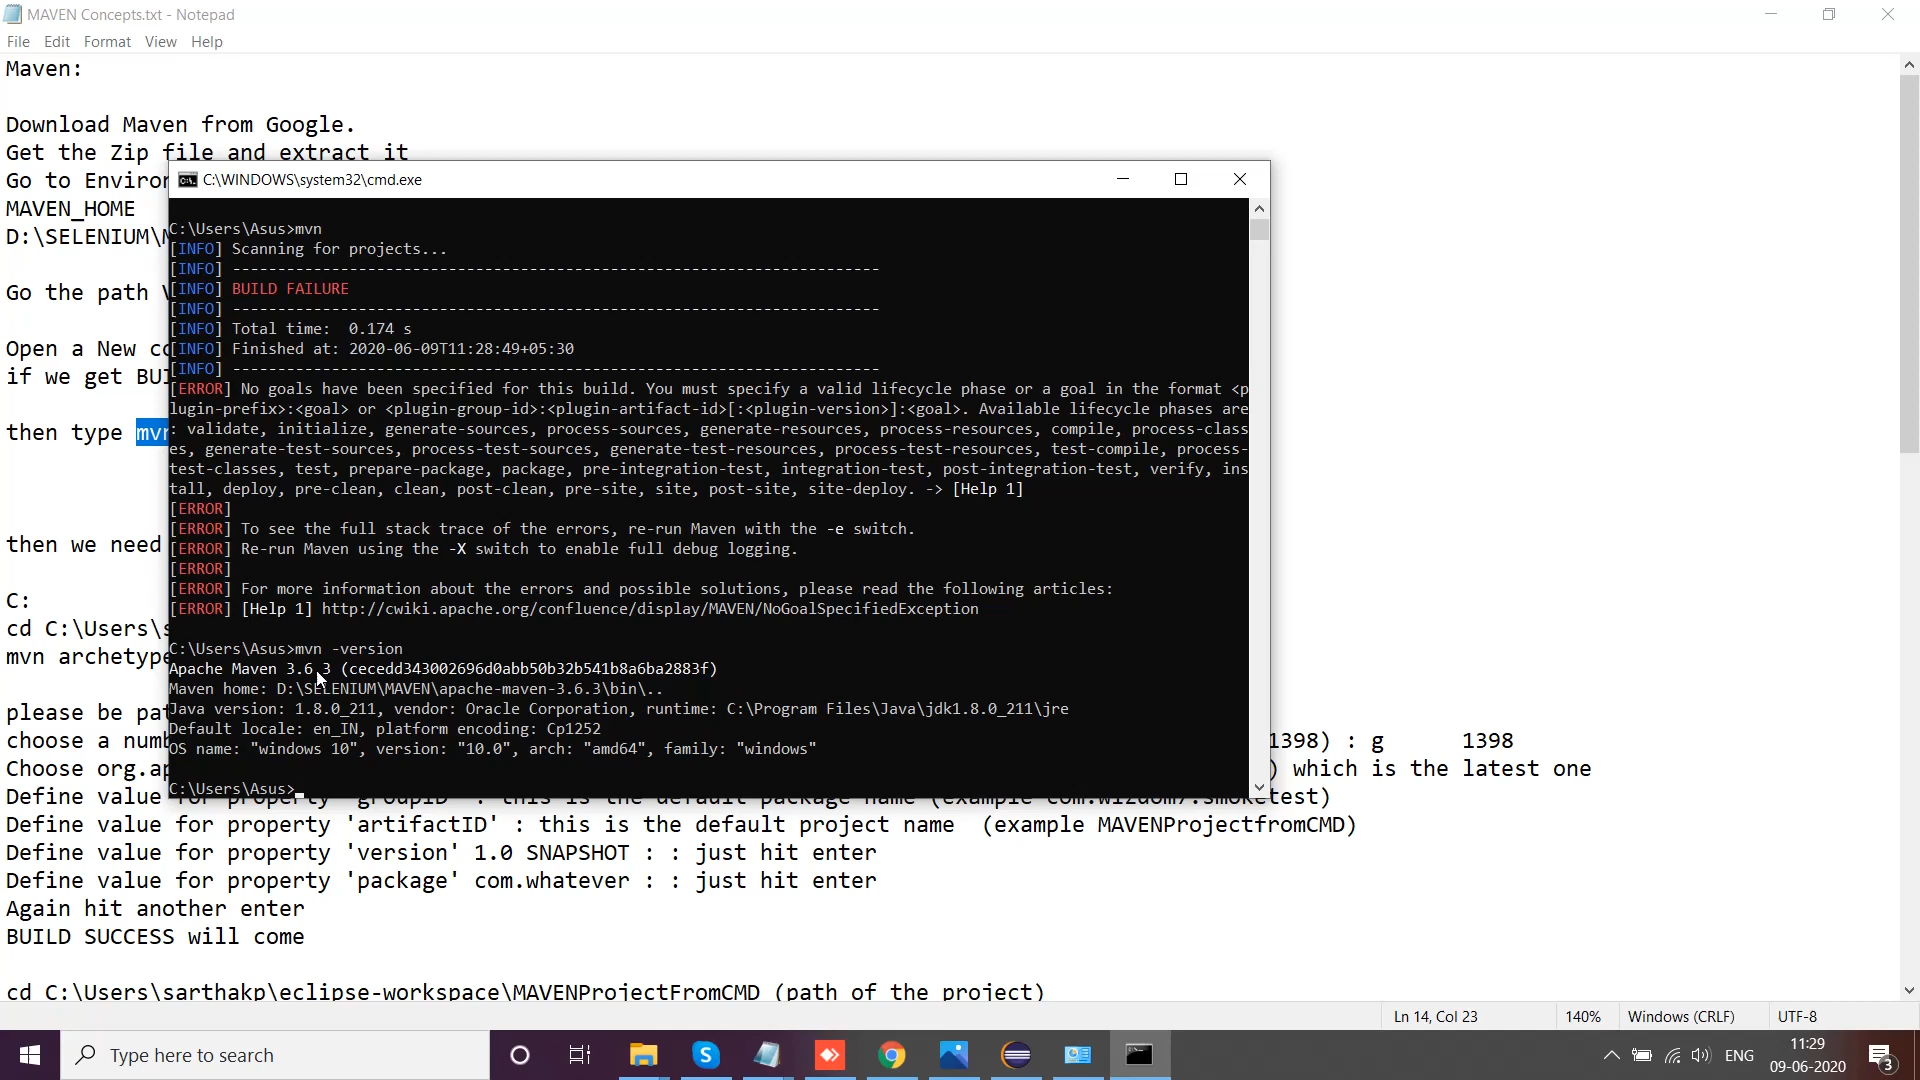 MAVEN Concepts.txt - Notepad
File Edit Format View Help
Maven:
Download Maven from Google.
Get the Zip file and extract it
Go to Environ
MAVEN_HOME
D:\SELENIUM\M
Go the path
Open a New co
if we get BUI
then type mvn
then we need
C:
cd C:\Users\s
mvn archetype
please be pat
choose a numb 1398) : g 1398
Choose org.ap ) which is the latest one
Define value for property 'groupID' : this is the default package name (example com.wizdom7.smoketest)
Define value for property 'artifactID' : this is the default project name (example MAVENProjectfromCMD)
Define value for property 'version' 1.0 SNAPSHOT : : just hit enter
Define value for property 'package' com.whatever : : just hit enter
Again hit another enter
BUILD SUCCESS will come
cd C:\Users\sarthakp\eclipse-workspace\MAVENProjectFromCMD (path of the project)
C:\WINDOWS\system32\cmd.exe
C:\Users\Asus>mvn
[INFO] Scanning for projects...
[INFO] ------------------------------------------------------------------------
[INFO] BUILD FAILURE
[INFO] ------------------------------------------------------------------------
[INFO] Total time:  0.174 s
[INFO] Finished at: 2020-06-09T11:28:49+05:30
[INFO] ------------------------------------------------------------------------
[ERROR] No goals have been specified for this build. You must specify a valid lifecycle phase or a goal in the format <p
lugin-prefix>:<goal> or <plugin-group-id>:<plugin-artifact-id>[:<plugin-version>]:<goal>. Available lifecycle phases are
: validate, initialize, generate-sources, process-sources, generate-resources, process-resources, compile, process-class
es, generate-test-sources, process-test-sources, generate-test-resources, process-test-resources, test-compile, process-
test-classes, test, prepare-package, package, pre-integration-test, integration-test, post-integration-test, verify, ins
tall, deploy, pre-clean, clean, post-clean, pre-site, site, post-site, site-deploy. -> [Help 1]
[ERROR]
[ERROR] To see the full stack trace of the errors, re-run Maven with the -e switch.
[ERROR] Re-run Maven using the -X switch to enable full debug logging.
[ERROR]
[ERROR] For more information about the errors and possible solutions, please read the following articles:
[ERROR] [Help 1] http://cwiki.apache.org/confluence/display/MAVEN/NoGoalSpecifiedException
C:\Users\Asus>mvn -version
Apache Maven 3.6.3 (cecedd343002696d0abb50b32b541b8a6ba2883f)
Maven home: D:\SELENIUM\MAVEN\apache-maven-3.6.3\bin\..
Java version: 1.8.0_211, vendor: Oracle Corporation, runtime: C:\Program Files\Java\jdk1.8.0_211\jre
Default locale: en_IN, platform encoding: Cp1252
OS name: "windows 10", version: "10.0", arch: "amd64", family: "windows"
C:\Users\Asus>
Ln 14, Col 23 140% Windows (CRLF) UTF-8
Type here to search
ENG
11:29
09-06-2020
3